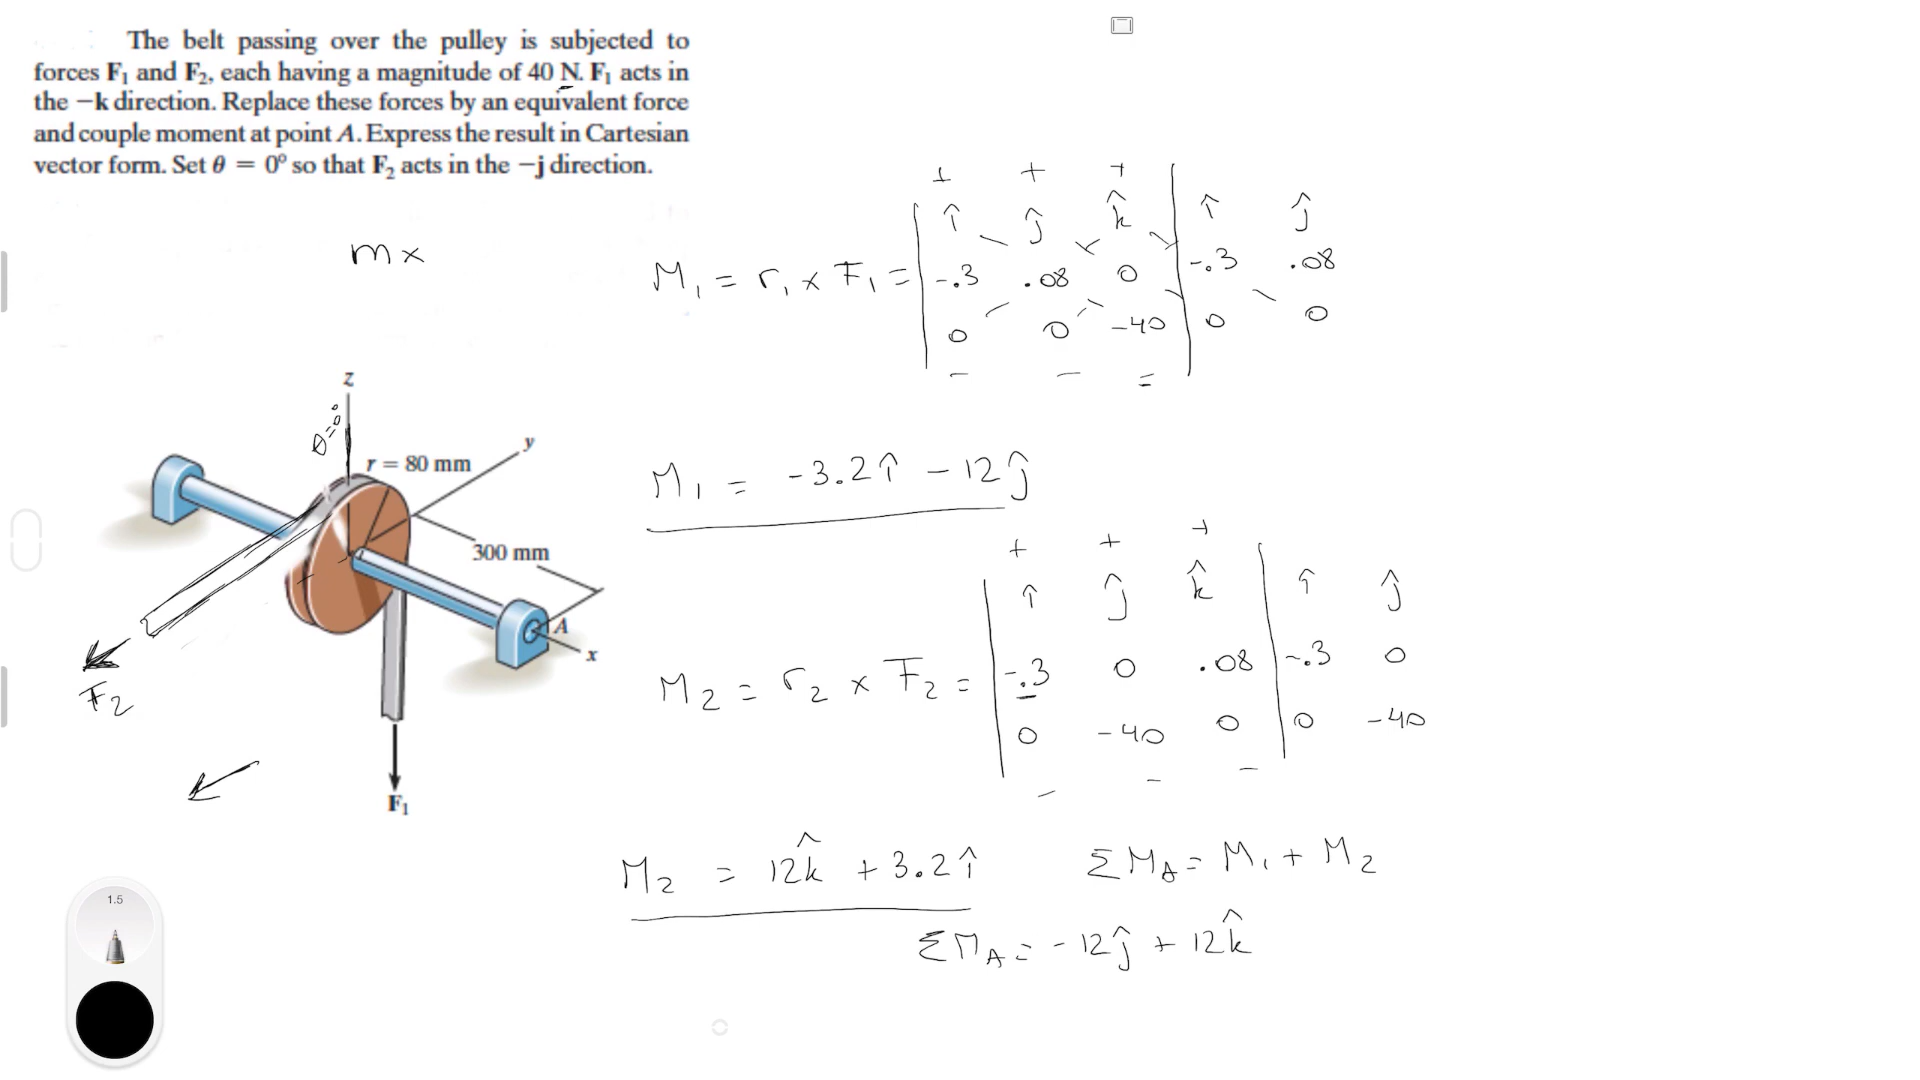 The belt passing over the pulley is subjected to
forces F₁ and F₂, each having a magnitude of 40 N. F₁ acts in
the −k direction. Replace these forces by an equivalent force
and couple moment at point A. Express the result in Cartesian
vector form. Set θ = 0° so that F₂ acts in the −j direction.
mx
+ + +
î ĵ k̂ î ĵ
M₁ = r₁ x F₁ = -.3 .08 0 -.3 .08
0 0 -40 0 0
- - =
z
θ=0°
y
r = 80 mm
300 mm
A
x
F₂
F₁
M₁ = -3.2î - 12ĵ
+ + +
î ĵ k̂ î ĵ
M₂ = r₂ x F₂ = -.3 0 .08 -.3 0
0 -40 0 0 -40
- - -
M₂ = 12k̂ + 3.2î
ΣM_A = M₁ + M₂
ΣM_A = -12ĵ + 12k̂
1.5